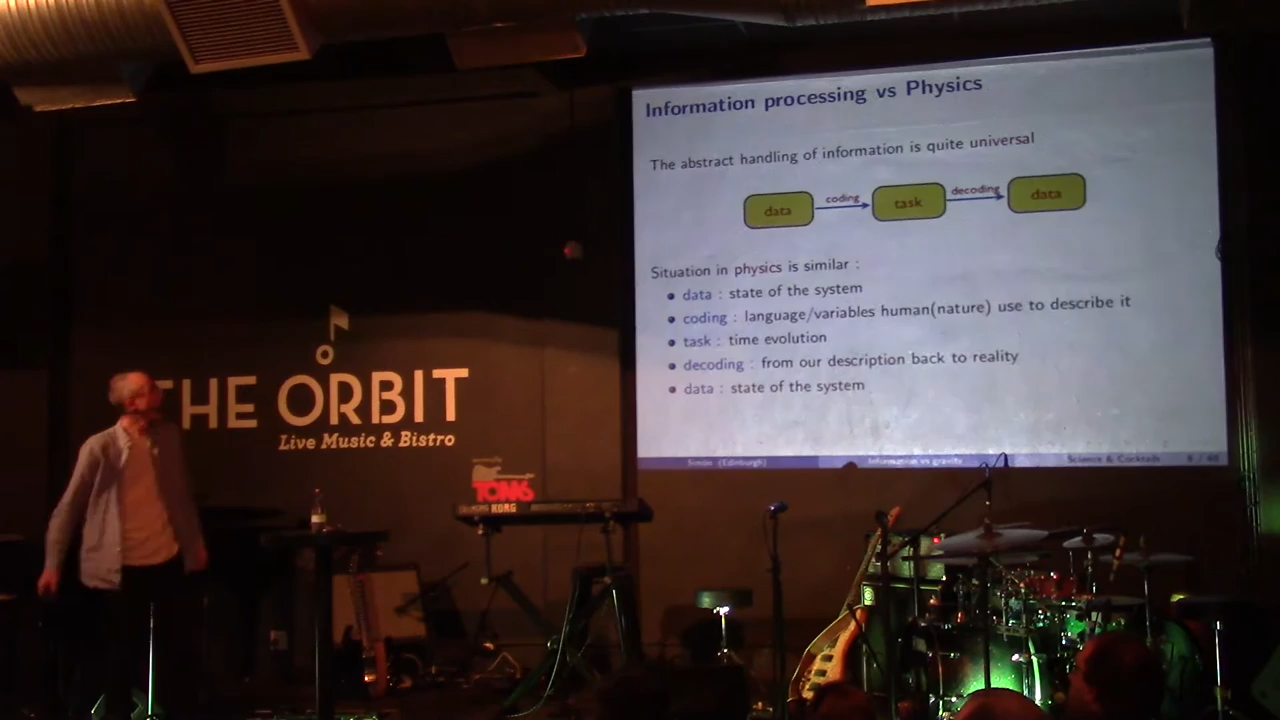 Information processing vs Physics
The abstract handling of information is quite universal
data
coding
task
decoding
data
Situation in physics is similar :
data : state of the system
coding : language/variables human(nature) use to describe it
task : time evolution
decoding : from our description back to reality
data : state of the system
Simón (Edinburgh)
Information vs gravity
Science & Cocktails
THE ORBIT
Live Music & Bistro
KORG